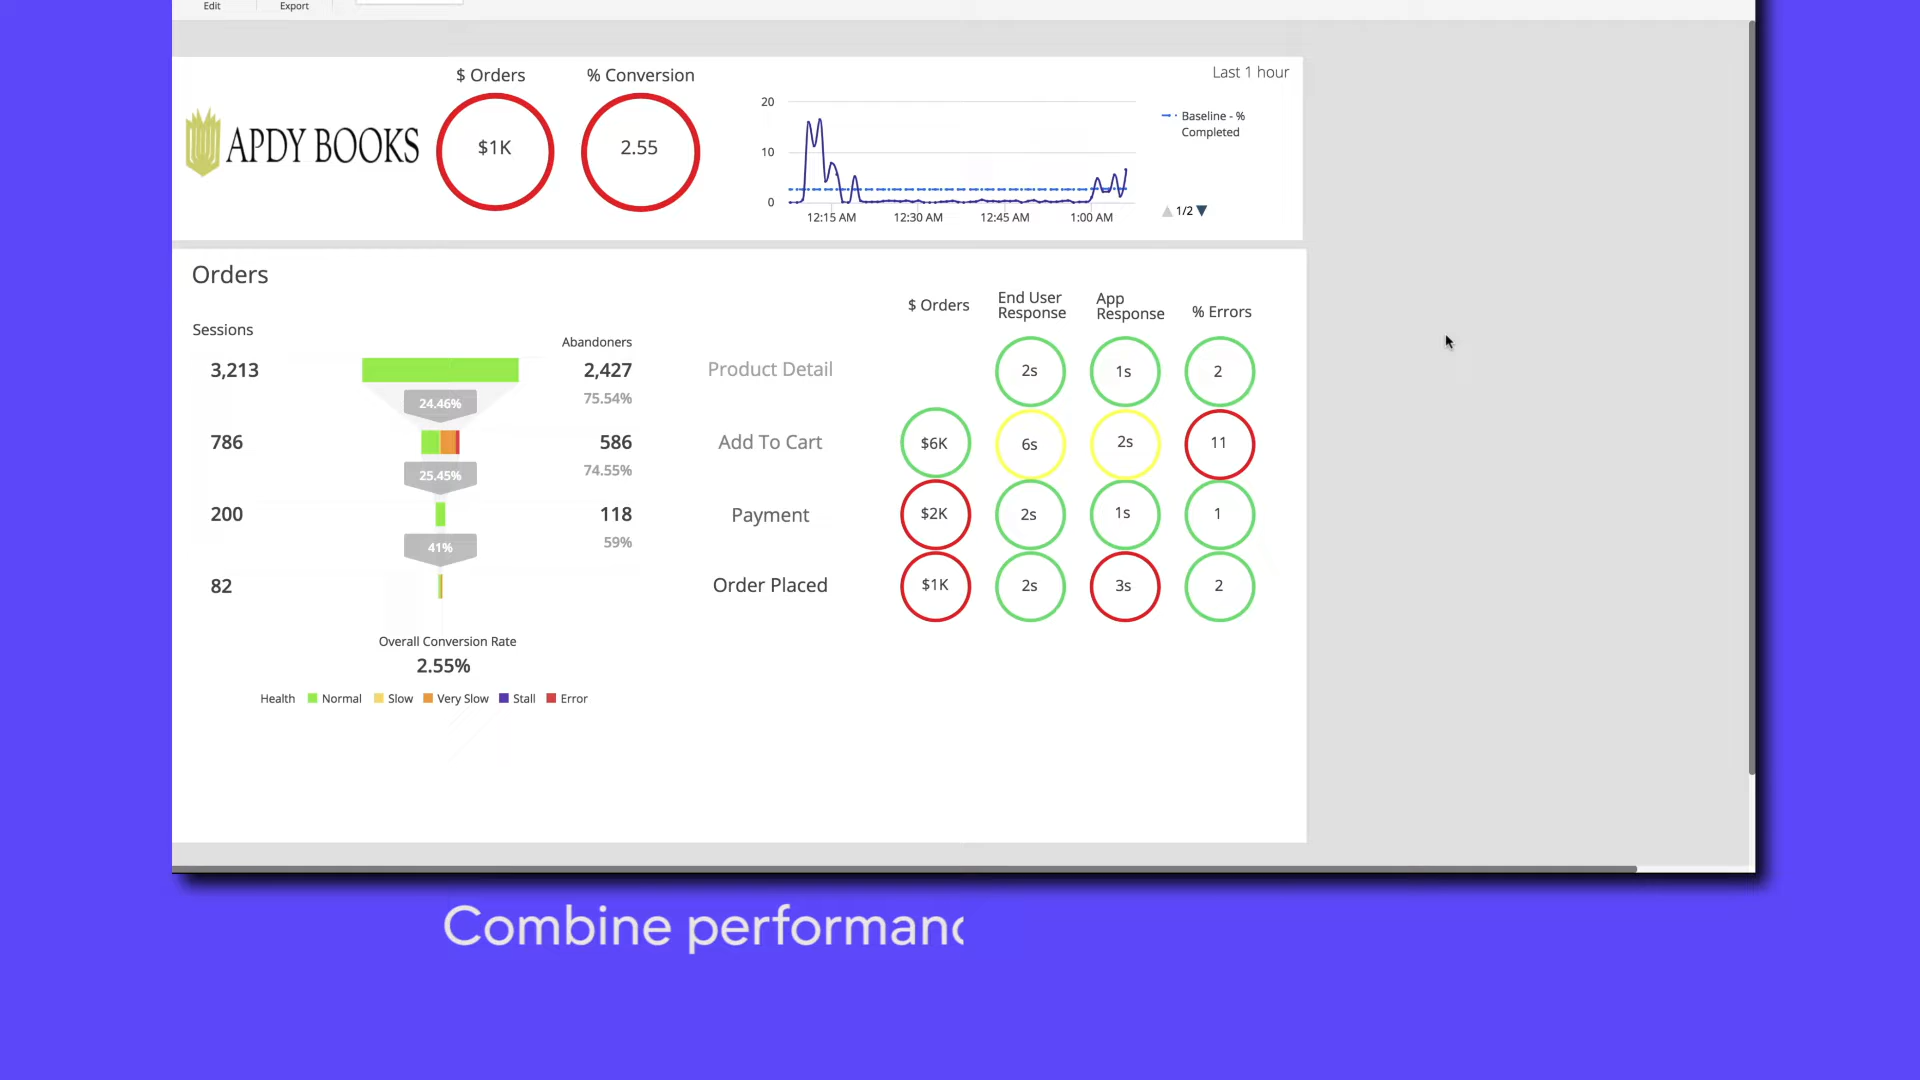 Edit Export
$ Orders % Conversion Last 1 hour
APDY BOOKS
$1K 2.55
20
10
0
12:15 AM 12:30 AM 12:45 AM 1:00 AM
Baseline - %
Completed
1/2
Orders
Sessions Abandoners
$ Orders
End User
Response
App
Response
% Errors
3,213 2,427 Product Detail 2s 1s 2
24.46% 75.54%
786 586 Add To Cart $6K 6s 2s 11
25.45% 74.55%
200 118 Payment $2K 2s 1s 1
41% 59%
82 Order Placed $1K 2s 3s 2
Overall Conversion Rate
2.55%
Health Normal Slow Very Slow Stall Error
Combine performanc